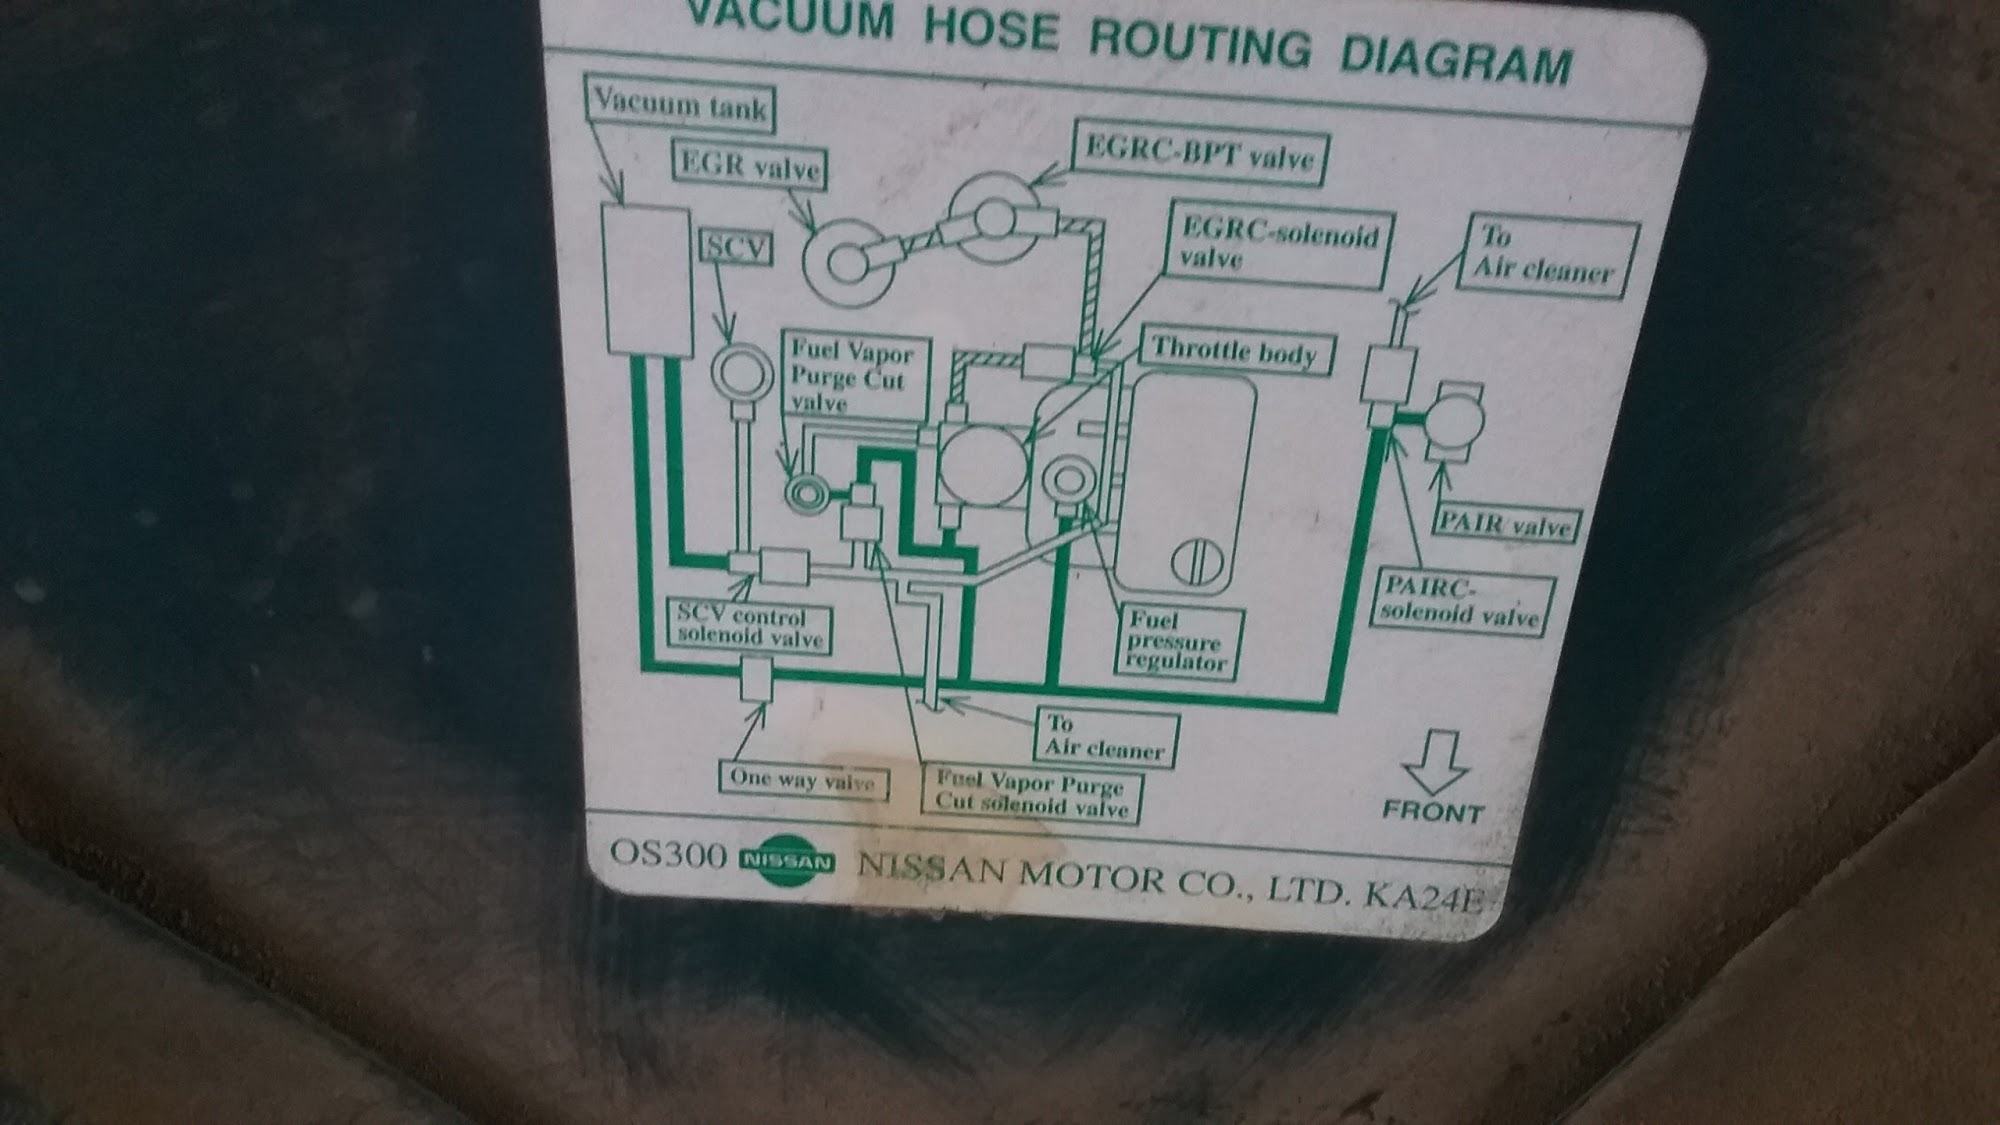 VACUUM HOSE ROUTING DIAGRAM
Vacuum tank
EGR valve
EGRC-BPT valve
SCV
EGRC-solenoid
valve
To
Air cleaner
Fuel Vapor
Purge Cut
valve
Throttle body
PAIR valve
PAIRC-
solenoid valve
SCV control
solenoid valve
Fuel
pressure
regulator
To
Air cleaner
One way valve
Fuel Vapor Purge
Cut solenoid valve
FRONT
OS300 NISSAN NISSAN MOTOR CO., LTD. KA24E